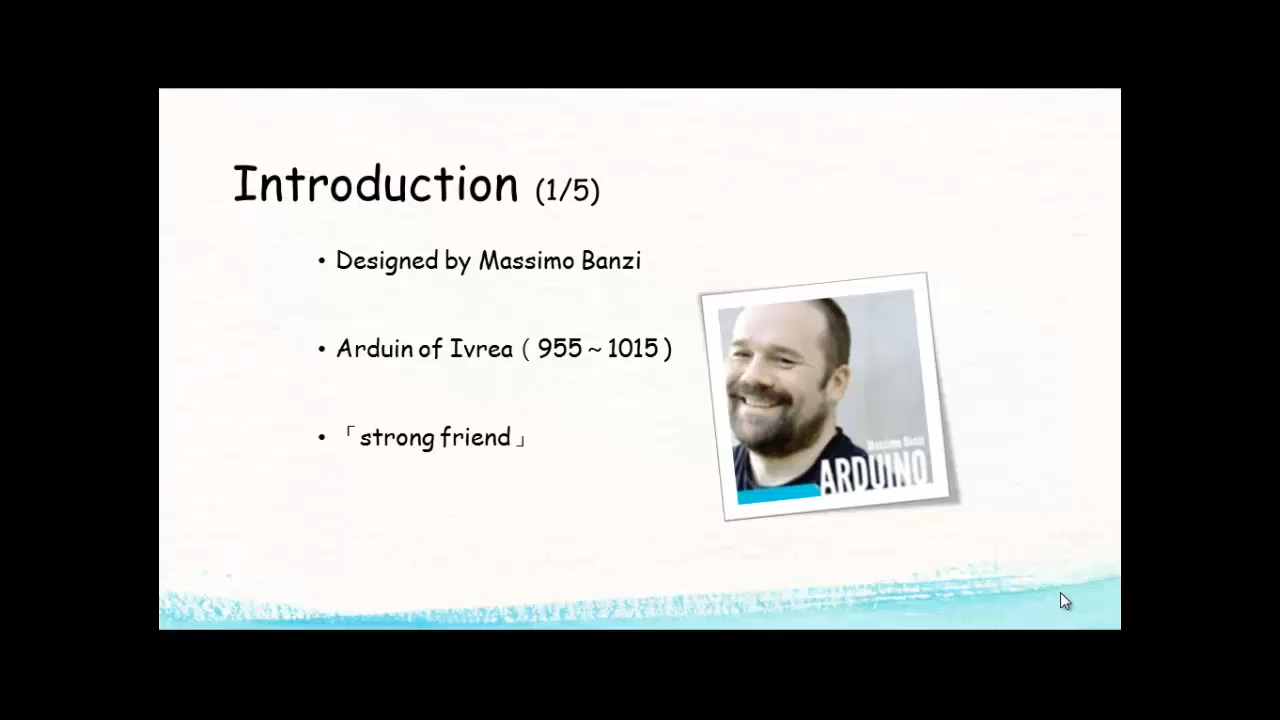 Introduction (1/5)
• Designed by Massimo Banzi
• Arduin of Ivrea ( 955 ~ 1015 )
• 「strong friend」
Massimo Banzi
ARDUINO